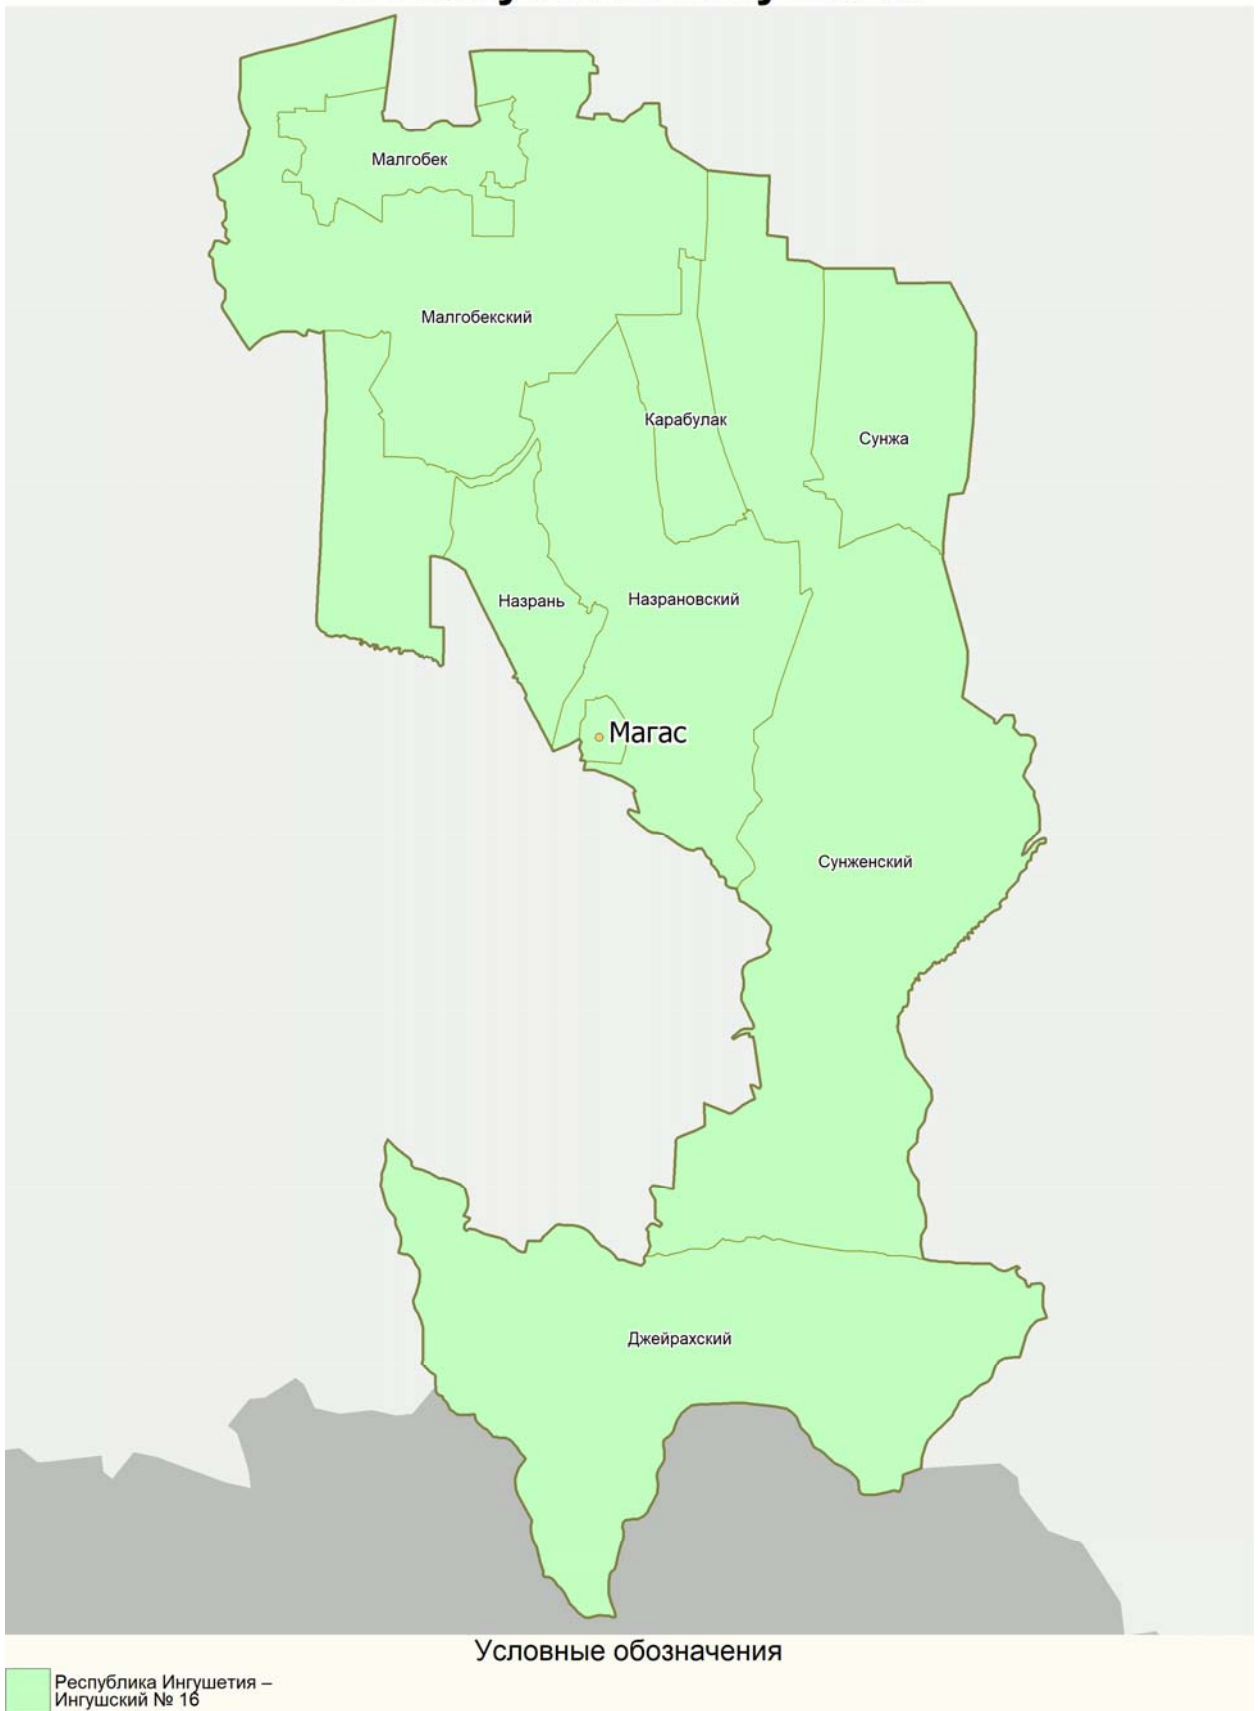 Малгобек
Малгобекский
Карабулак
Сунжа
Назрань
Назрановский
Магас
Сунженский
Джейрахский
Условные обозначения
Республика Ингушетия –
Ингушский № 16